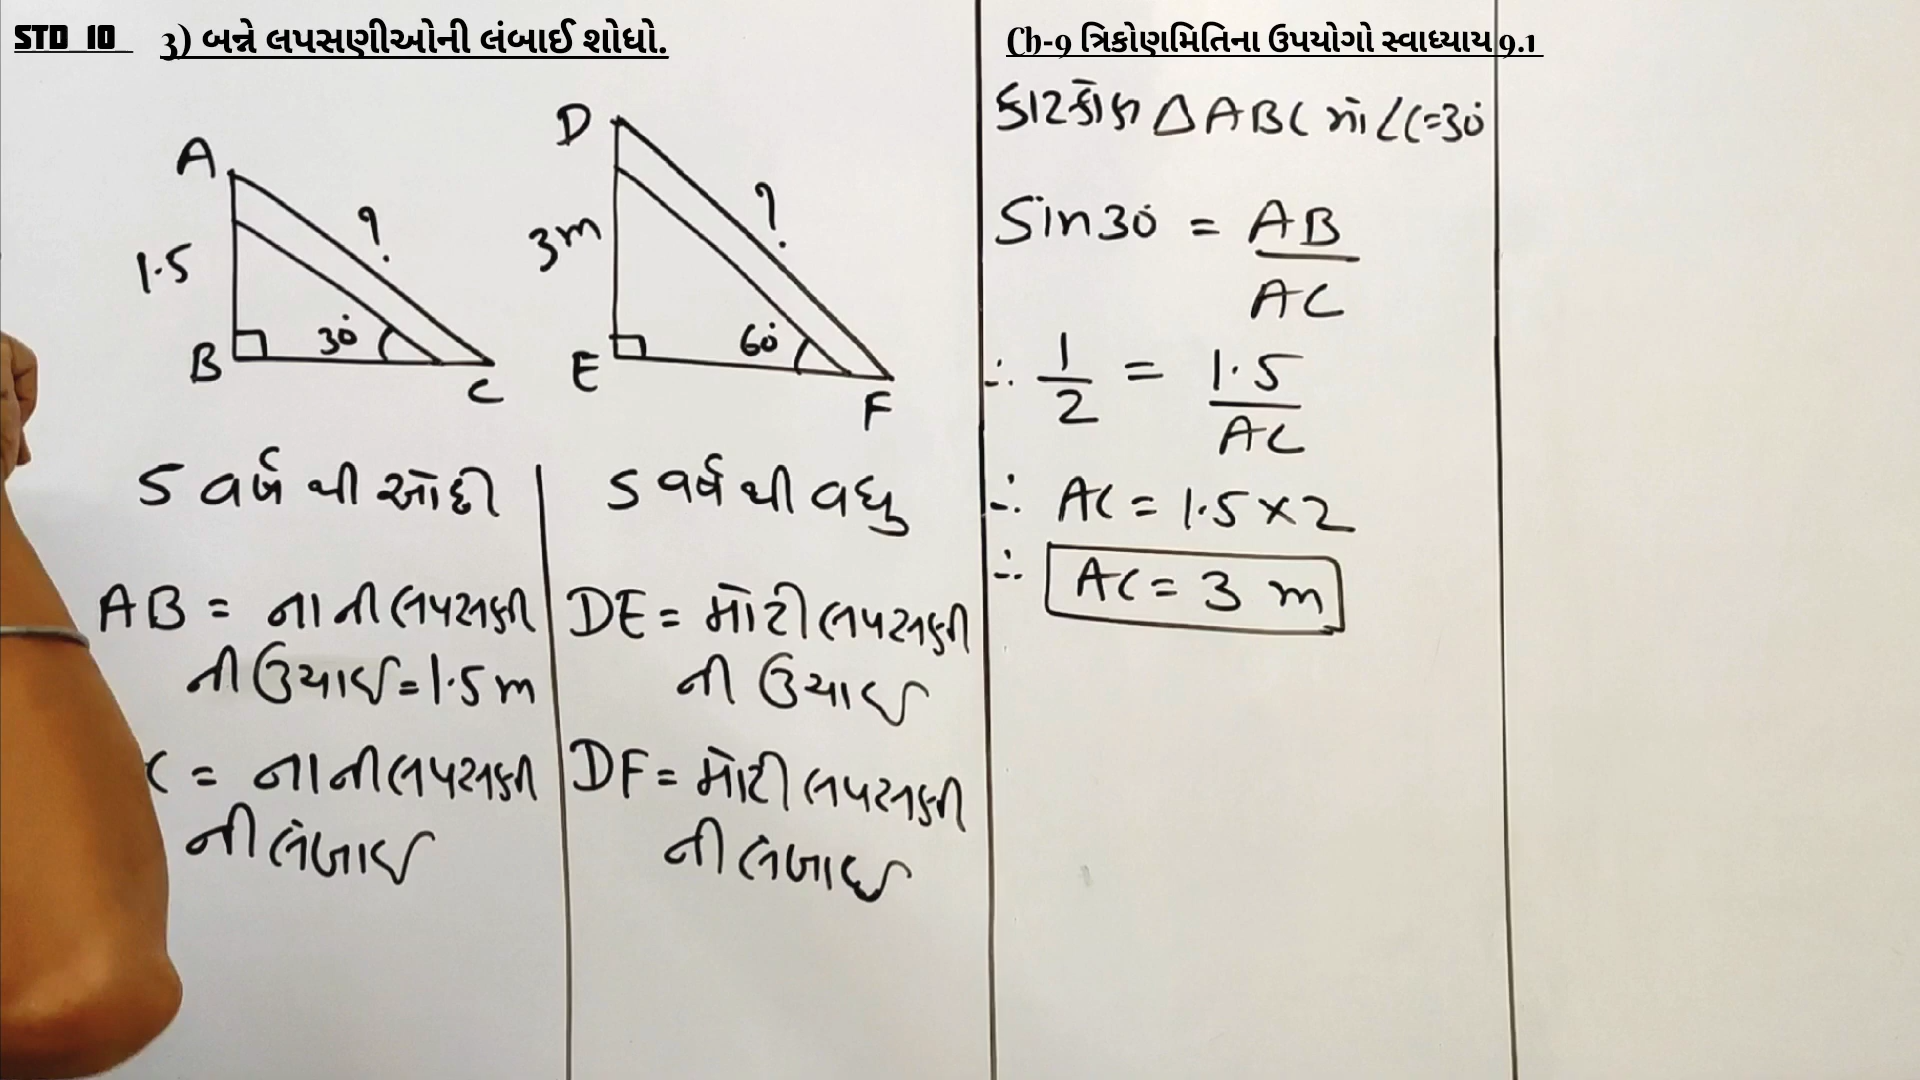 STD 10 3) બન્ને લપસણીઓની લંબાઈ શોધો.
Ch-9 ત્રિકોણમિતિના ઉપયોગો સ્વાધ્યાય 9.1
A
1.5
?
B
30°
C
D
3m
?
E
60°
F
5 વર્ષ થી ઓછી
5 વર્ષ થી વધુ
AB = નાની લપસણી
ની ઉંચાઈ = 1.5 m
C = નાની લપસણી
ની લંબાઈ
DE = મોટી લપસણી
ની ઉંચાઈ
DF = મોટી લપસણી
ની લંબાઈ
કાટકોણ △ABC માં ∠C=30°
Sin30° = AB
AC
∴ 1/2 = 1.5
AC
∴ AC = 1.5 × 2
∴ AC = 3 m